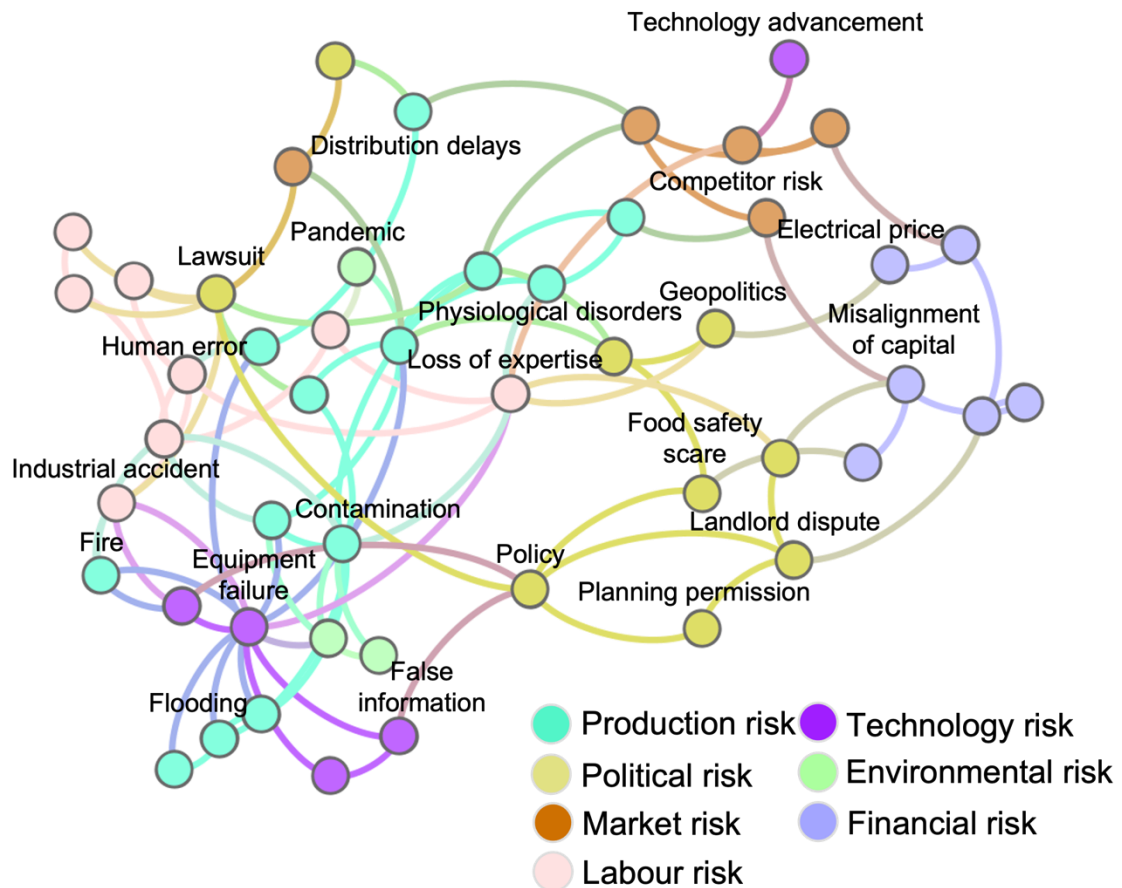 Technology advancement
Distribution delays
Competitor risk
Pandemic
Electrical price
Lawsuit
Geopolitics
Physiological disorders
Misalignment
of capital
Human error
Loss of expertise
Food safety
scare
Industrial accident
Contamination
Landlord dispute
Fire
Equipment
failure
Policy
Planning permission
False
information
Flooding
Production risk
Technology risk
Political risk
Environmental risk
Market risk
Financial risk
Labour risk